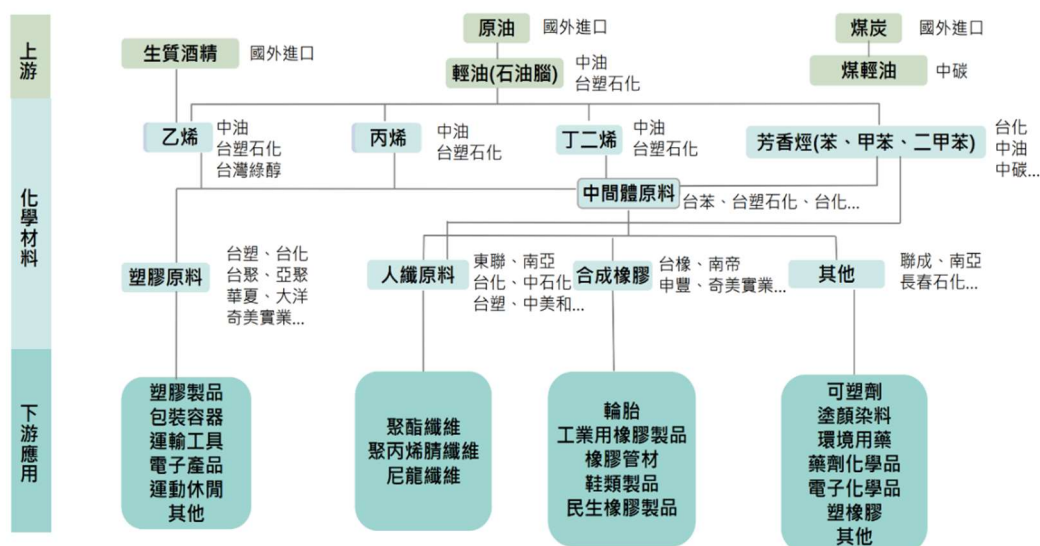 上游
生質酒精
國外進口
原油
國外進口
輕油(石油腦)
中油
台塑石化
煤炭
國外進口
煤輕油
中碳
化學材料
乙烯
中油
台塑石化
台灣綠醇
丙烯
中油
台塑石化
丁二烯
中油
台塑石化
芳香烴(苯、甲苯、二甲苯)
台化
中油
中碳...
中間體原料
台苯、台塑石化、台化...
塑膠原料
台塑、台化
台聚、亞聚
華夏、大洋
奇美實業...
人纖原料
東聯、南亞
台化、中石化
台塑、中美和...
合成橡膠
台橡、南帝
申豐、奇美實業...
其他
聯成、南亞
長春石化...
下游應用
塑膠製品
包裝容器
運輸工具
電子產品
運動休閒
其他
聚酯纖維
聚丙烯腈纖維
尼龍纖維
輪胎
工業用橡膠製品
橡膠管材
鞋類製品
民生橡膠製品
可塑劑
塗顏染料
環境用藥
藥劑化學品
電子化學品
塑橡膠
其他